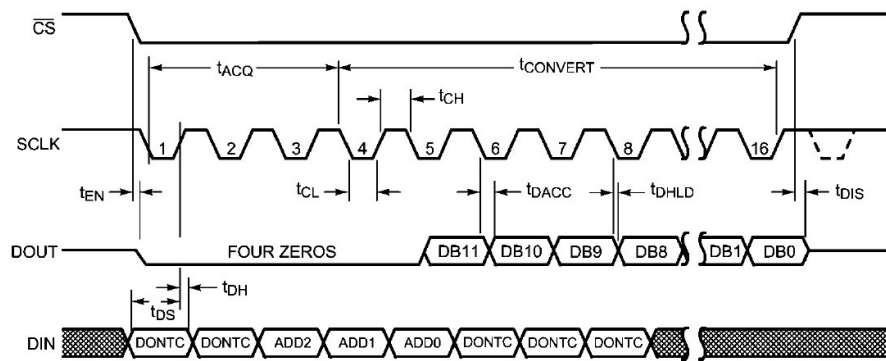 CS
tACQ
tCONVERT
tCH
SCLK
1 2 3 4 5 6 7 8 16
tEN
tCL
tDACC
tDHLD
tDIS
DOUT
FOUR ZEROS
DB11 DB10 DB9 DB8 DB1 DB0
tDH
tDS
DIN
DONTC DONTC ADD2 ADD1 ADD0 DONTC DONTC DONTC